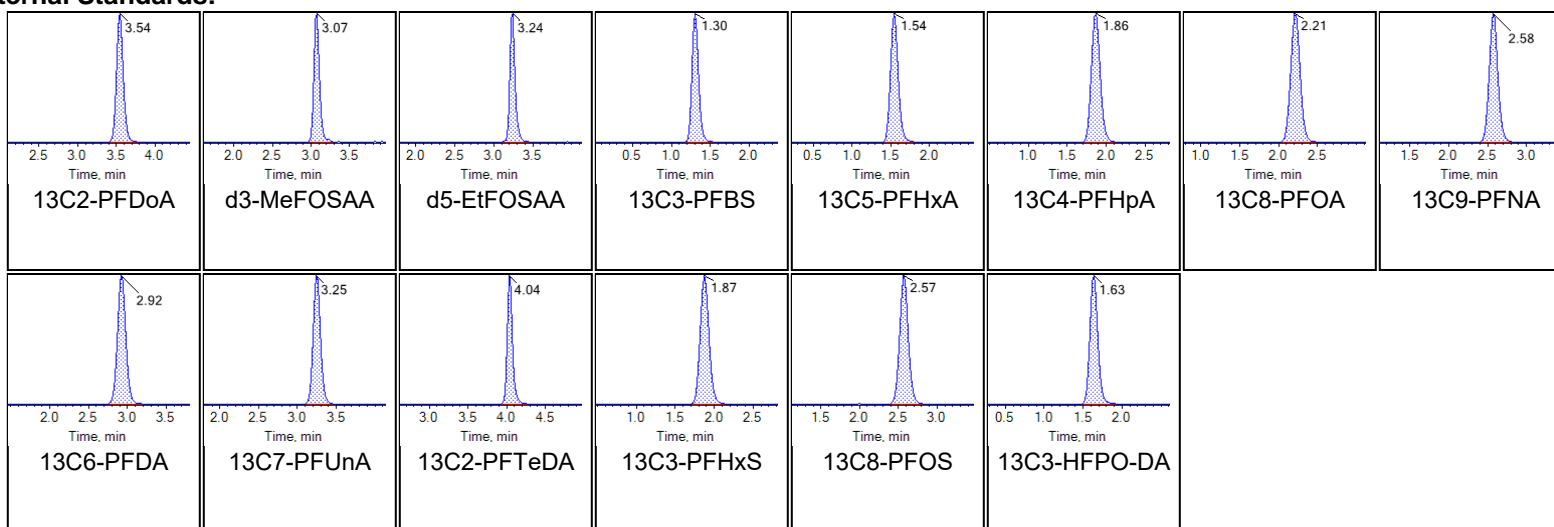 ternal Standards:
3.54
2.5 3.0 3.5 4.0
Time, min
13C2-PFDoA
3.07
2.0 2.5 3.0 3.5
Time, min
d3-MeFOSAA
3.24
2.0 2.5 3.0 3.5
Time, min
d5-EtFOSAA
1.30
0.5 1.0 1.5 2.0
Time, min
13C3-PFBS
1.54
0.5 1.0 1.5 2.0
Time, min
13C5-PFHxA
1.86
1.0 1.5 2.0 2.5
Time, min
13C4-PFHpA
2.21
1.0 1.5 2.0 2.5
Time, min
13C8-PFOA
2.58
1.5 2.0 2.5 3.0
Time, min
13C9-PFNA
2.92
2.0 2.5 3.0 3.5
Time, min
13C6-PFDA
3.25
2.0 2.5 3.0 3.5
Time, min
13C7-PFUnA
4.04
3.0 3.5 4.0 4.5
Time, min
13C2-PFTeDA
1.87
1.0 1.5 2.0 2.5
Time, min
13C3-PFHxS
2.57
1.5 2.0 2.5 3.0
Time, min
13C8-PFOS
1.63
0.5 1.0 1.5 2.0
Time, min
13C3-HFPO-DA